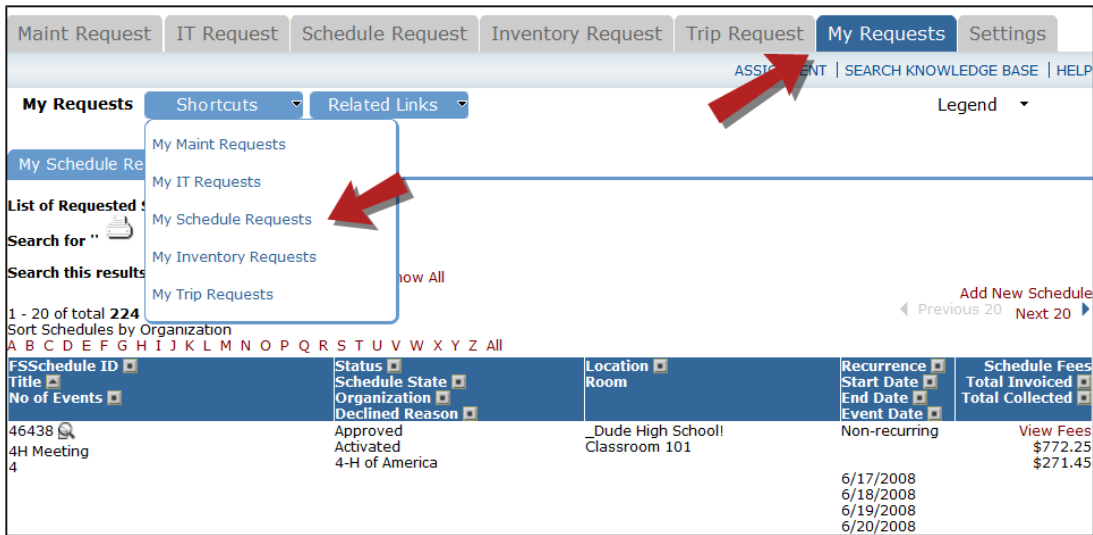 Maint Request IT Request Schedule Request Inventory Request Trip Request My Requests Settings
SEARCH KNOWLEDGE BASE | HELP
My Requests Shortcuts Related Links Legend
My Maint Requests
My Schedule
My IT Requests
List of Requested
My Schedule Requests
Search for "
My Inventory Requests
Search this results
All
My Trip Requests
Add New Schedule
1 - 20 of total 224
Previous 20 Next 20
Sort Schedules by Organization
A B C D E F G H I J K L M N O P Q R S T U V W X Y Z All
FSSchedule ID Status Location Recurrence Schedule Fees
Title Schedule State Room Start Date Total Invoiced
No of Events Organization End Date Total Collected
Declined Reason Event Date
46438 Approved _Dude High School! Non-recurring View Fees
4H Meeting Activated Classroom 101 $772.25
4 4-H of America $271.45
6/17/2008
6/18/2008
6/19/2008
6/20/2008